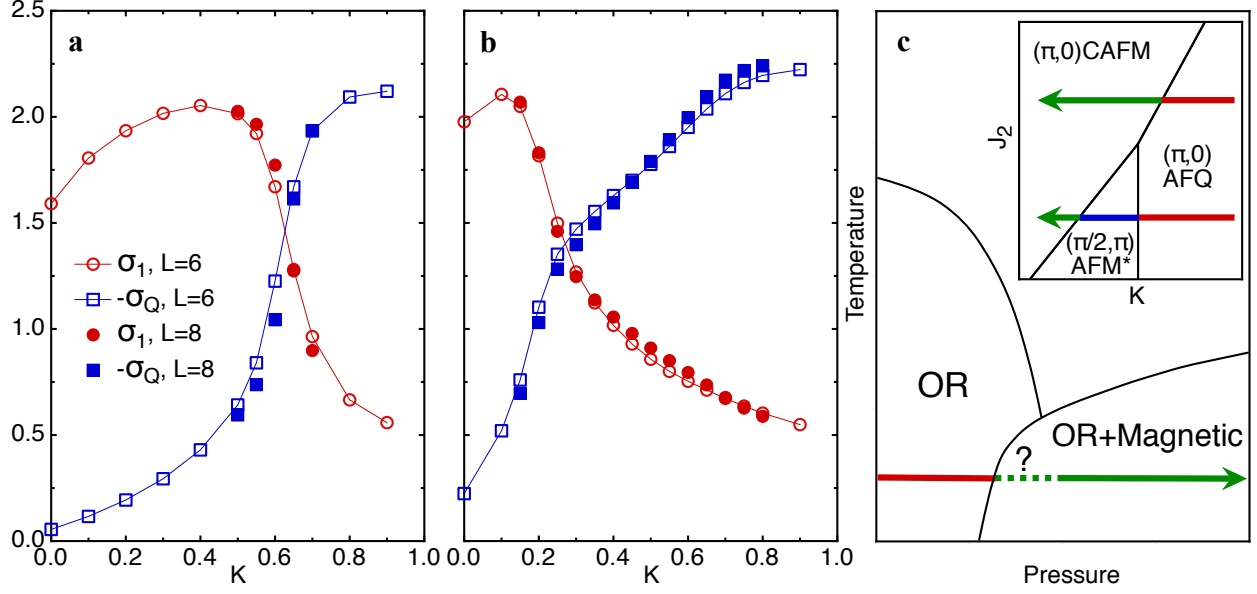 a
2.5
2.0
1.5
1.0
0.5
0.0
σ1, L=6
-σQ, L=6
σ1, L=8
-σQ, L=8
0.0 0.2 0.4 0.6 0.8 1.0
K
b
0.0 0.2 0.4 0.6 0.8 1.0
K
c
Temperature
OR
OR+Magnetic
?
Pressure
(π,0)CAFM
J2
(π,0)
AFQ
(π/2,π)
AFM*
K